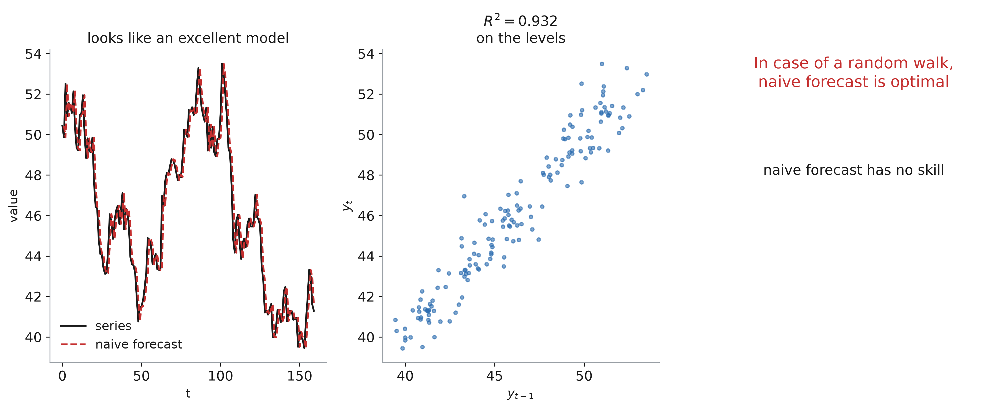 looks like an excellent model
54
52
50
48
46
44
42
40
value
series
naive forecast
0 50 100 150
t
R² = 0.932
on the levels
54
52
50
48
46
44
42
40
yₜ
40 45 50
yₜ₋₁
In case of a random walk,
naive forecast is optimal
naive forecast has no skill